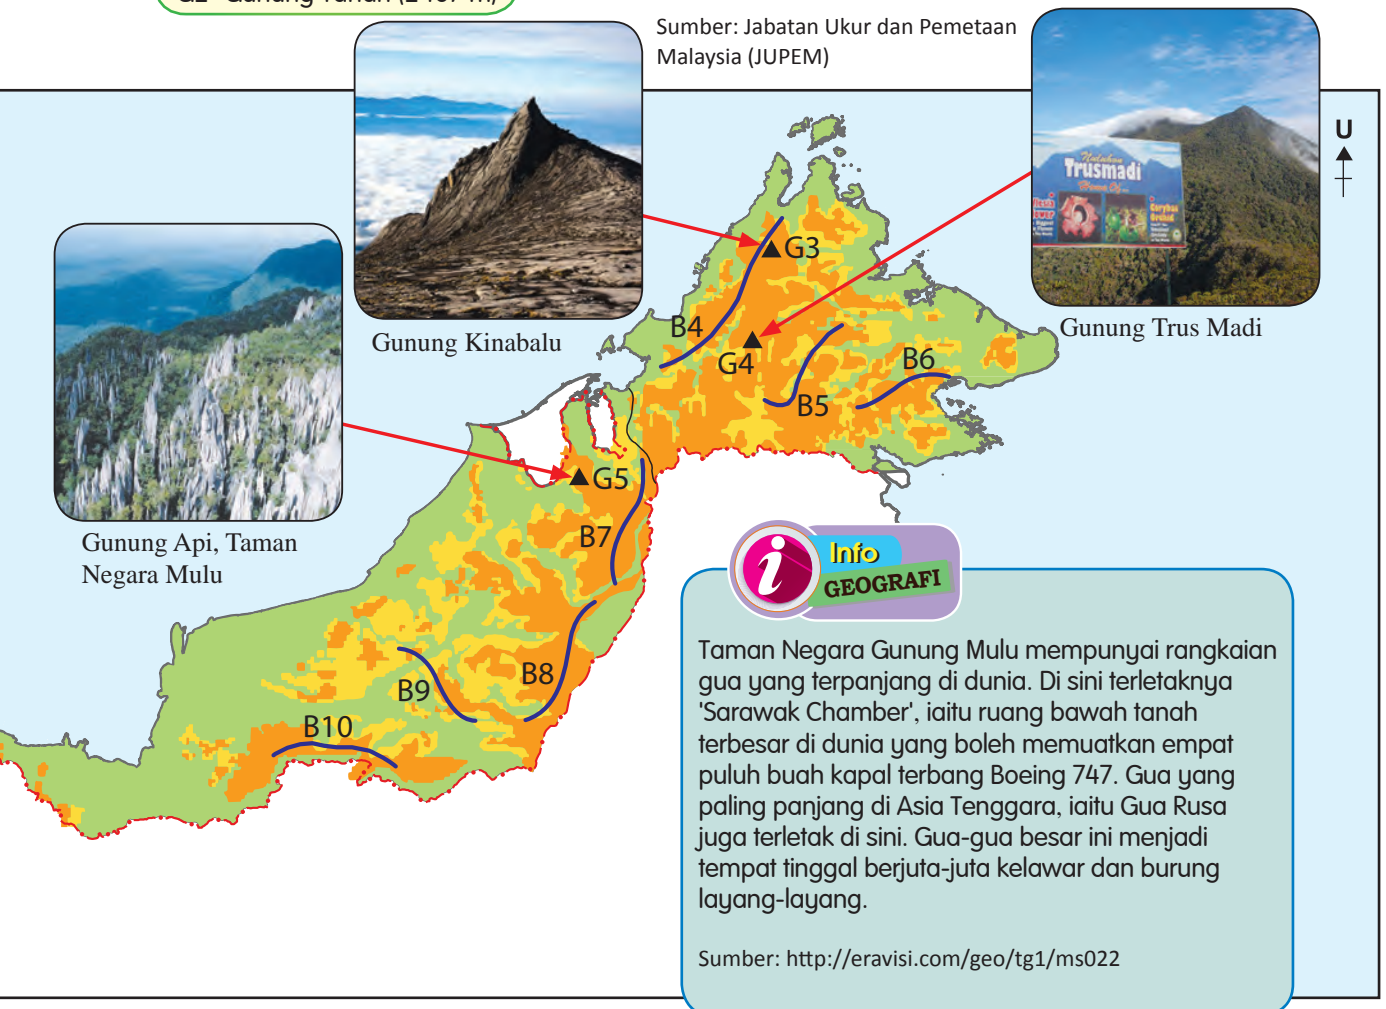 Sumber: Jabatan Ukur dan Pemetaan
Malaysia (JUPEM)
U
Trusmadi
Gunung Kinabalu
Gunung Trus Madi
Gunung Api, Taman
Negara Mulu
G3
B4
G4
B6
B5
G5
B7
B8
B9
B10
i
Info
GEOGRAFI
Taman Negara Gunung Mulu mempunyai rangkaian
gua yang terpanjang di dunia. Di sini terletaknya
'Sarawak Chamber', iaitu ruang bawah tanah
terbesar di dunia yang boleh memuatkan empat
puluh buah kapal terbang Boeing 747. Gua yang
paling panjang di Asia Tenggara, iaitu Gua Rusa
juga terletak di sini. Gua-gua besar ini menjadi
tempat tinggal berjuta-juta kelawar dan burung
layang-layang.
Sumber: http://eravisi.com/geo/tg1/ms022